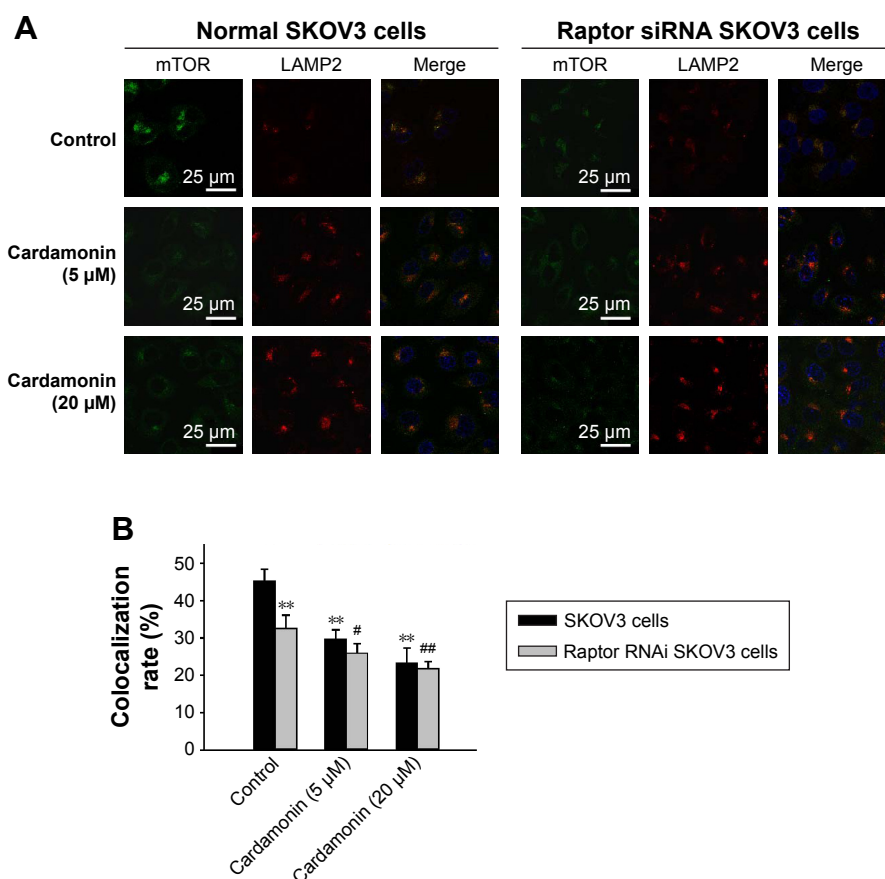 A
Normal SKOV3 cells
Raptor siRNA SKOV3 cells
mTOR LAMP2 Merge mTOR LAMP2 Merge
Control
25 µm
25 µm
Cardamonin
(5 µM)
25 µm
25 µm
Cardamonin
(20 µM)
25 µm
25 µm
B
Colocalization
rate (%)
50
40
30
20
10
0
**
**
#
**
##
Control
Cardamonin (5 µM)
Cardamonin (20 µM)
SKOV3 cells
Raptor RNAi SKOV3 cells